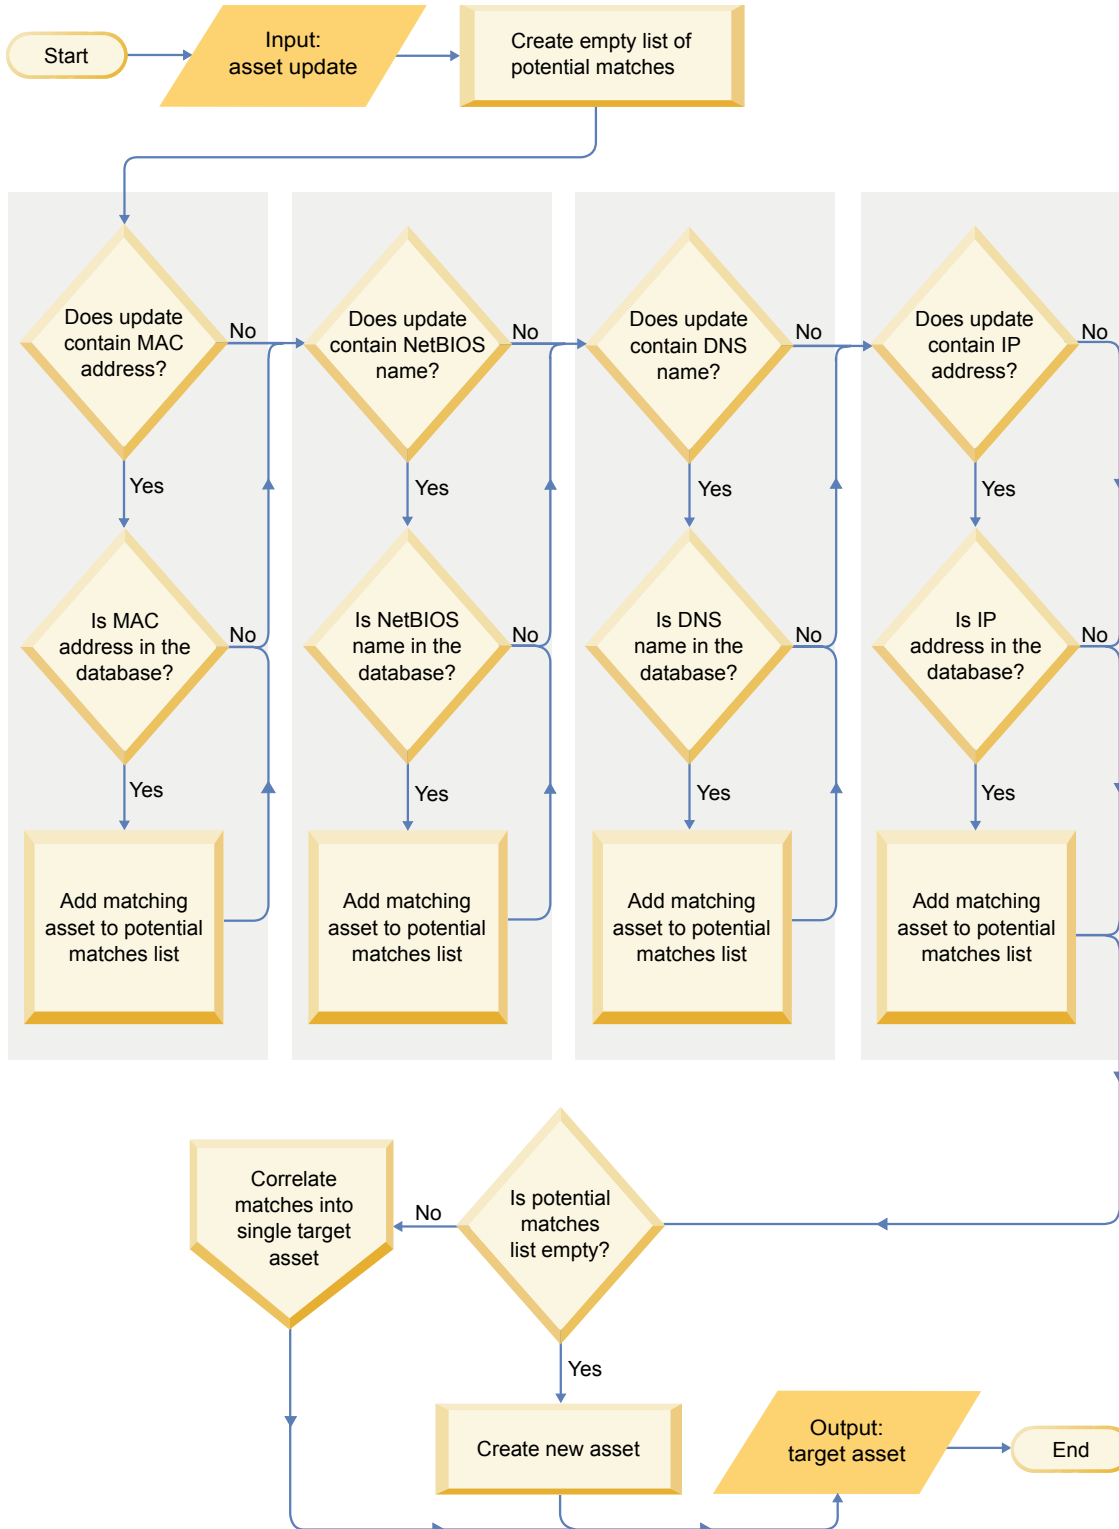 Start
Input:
asset update
Create empty list of
potential matches
Does update
contain MAC
address?
No
Does update
contain NetBIOS
name?
No
Does update
contain DNS
name?
No
Does update
contain IP
address?
No
Yes
Yes
Yes
Yes
Is MAC
address in the
database?
No
Is NetBIOS
name in the
database?
No
Is DNS
name in the
database?
No
Is IP
address in the
database?
No
Yes
Yes
Yes
Yes
Add matching
asset to potential
matches list
Add matching
asset to potential
matches list
Add matching
asset to potential
matches list
Add matching
asset to potential
matches list
Correlate
matches into
single target
asset
No
Is potential
matches
list empty?
Yes
Create new asset
Output:
target asset
End